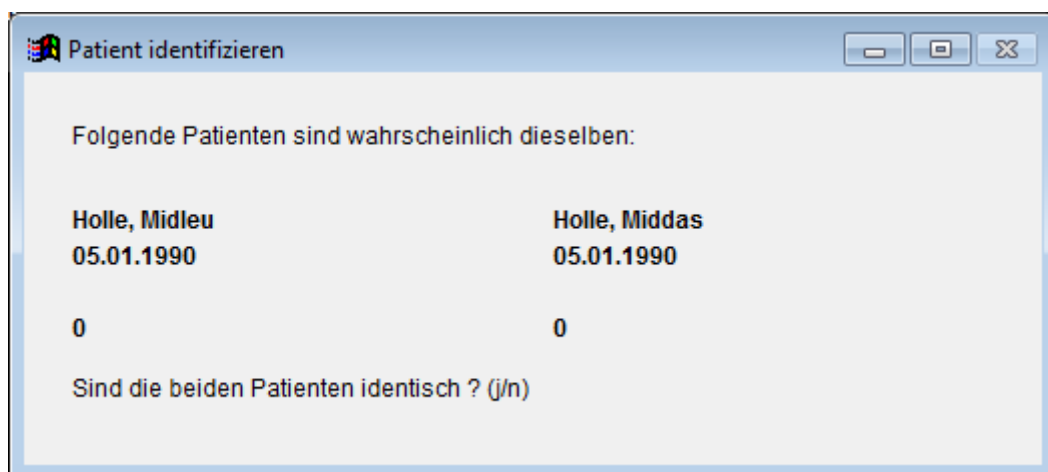 Patient identifizieren
Folgende Patienten sind wahrscheinlich dieselben:
Holle, Midleu Holle, Middas
05.01.1990 05.01.1990
0 0
Sind die beiden Patienten identisch ? (j/n)